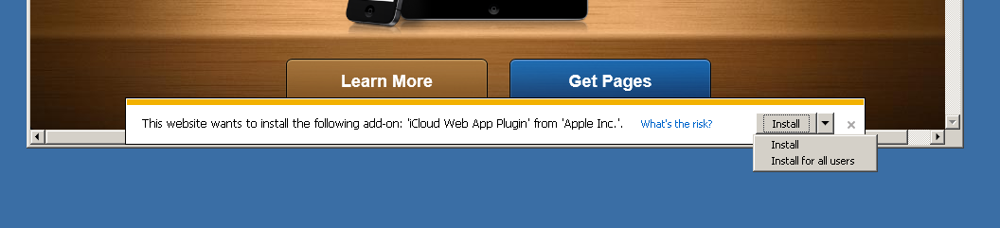 Learn More
Get Pages
This website wants to install the following add-on: 'iCloud Web App Plugin' from 'Apple Inc.'. What's the risk? Install
Install
Install for all users